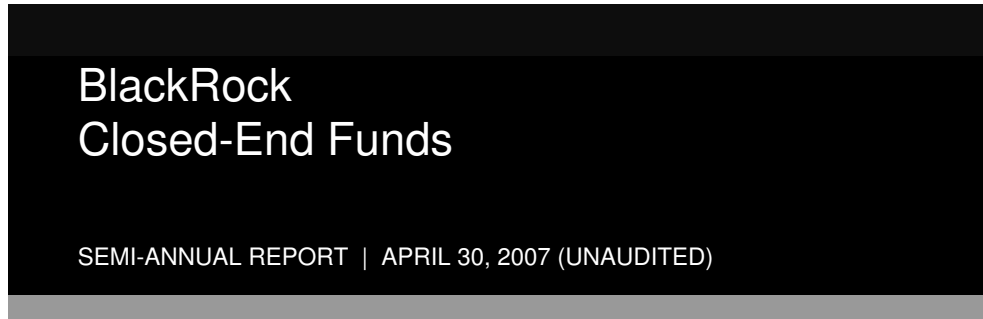 BlackRock
Closed-End Funds
SEMI-ANNUAL REPORT | APRIL 30, 2007 (UNAUDITED)